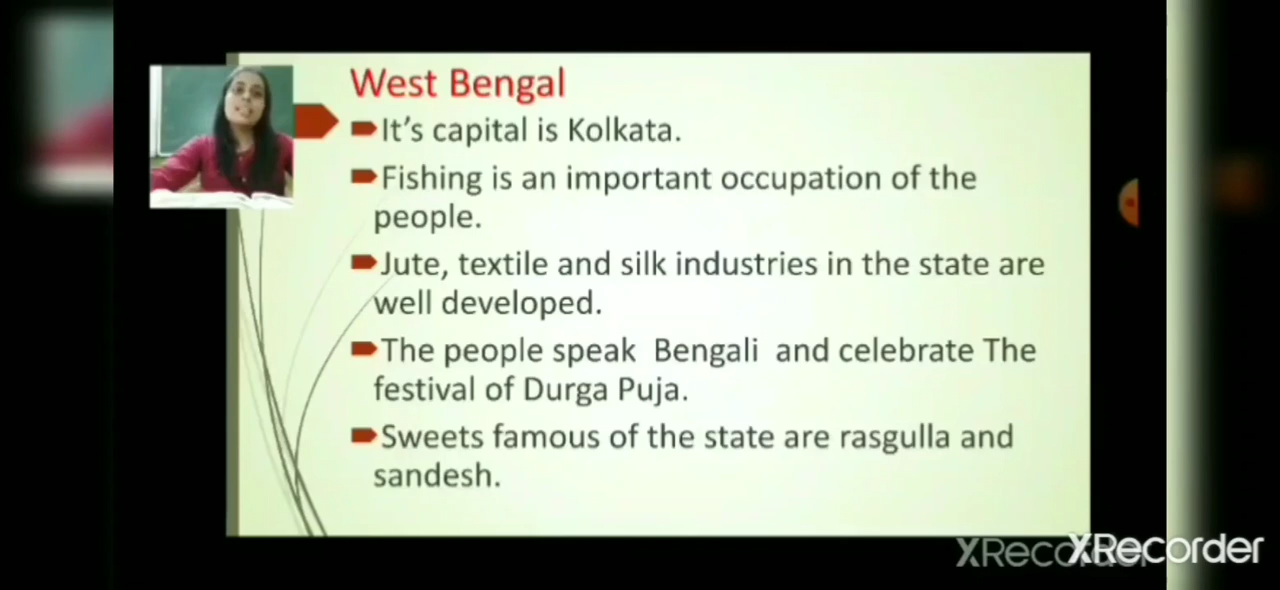 West Bengal
It's capital is Kolkata.
Fishing is an important occupation of the
people.
Jute, textile and silk industries in the state are
well developed.
The people speak Bengali and celebrate The
festival of Durga Puja.
Sweets famous of the state are rasgulla and
sandesh.
XRecorder
XRecorder